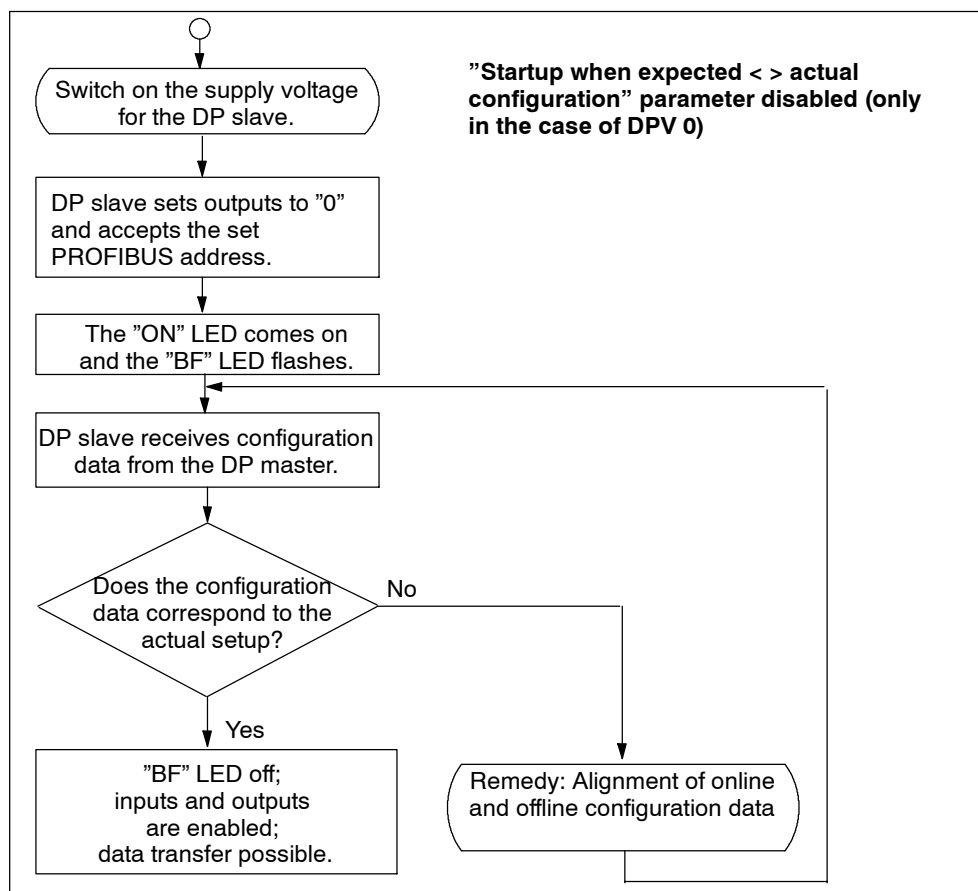 ”Startup when expected < > actual
configuration” parameter disabled (only
in the case of DPV 0)
Switch on the supply voltage
for the DP slave.
DP slave sets outputs to ”0”
and accepts the set
PROFIBUS address.
The ”ON” LED comes on
and the ”BF” LED flashes.
DP slave receives configuration
data from the DP master.
Does the configuration
data correspond to the
actual setup?
No
Yes
”BF” LED off;
inputs and outputs
are enabled;
data transfer possible.
Remedy: Alignment of online
and offline configuration data